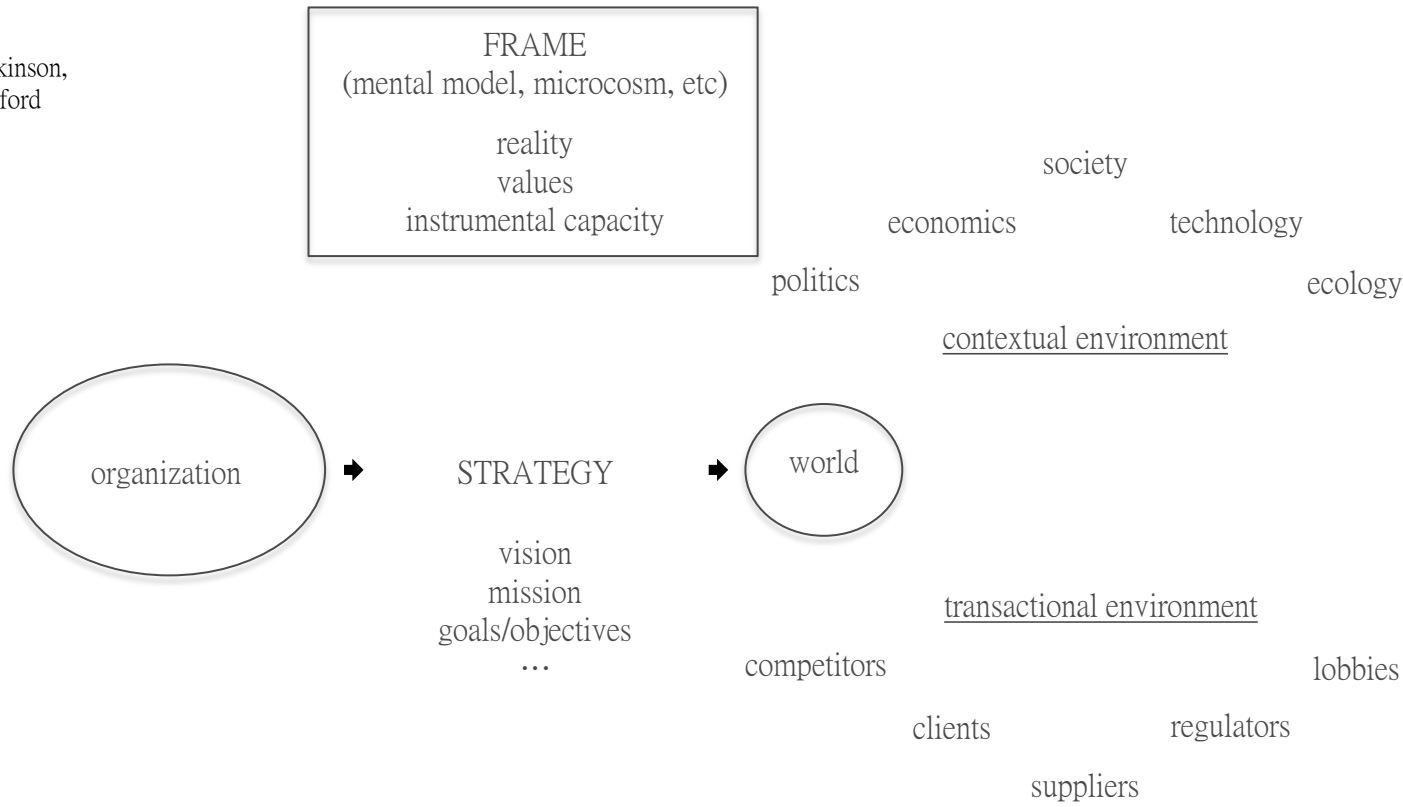 kinson,
ford
FRAME
(mental model, microcosm, etc)
reality
values
instrumental capacity
society
economics technology
politics ecology
contextual environment
organization
STRATEGY
world
vision
mission
goals/objectives
…
transactional environment
competitors lobbies
clients regulators
suppliers